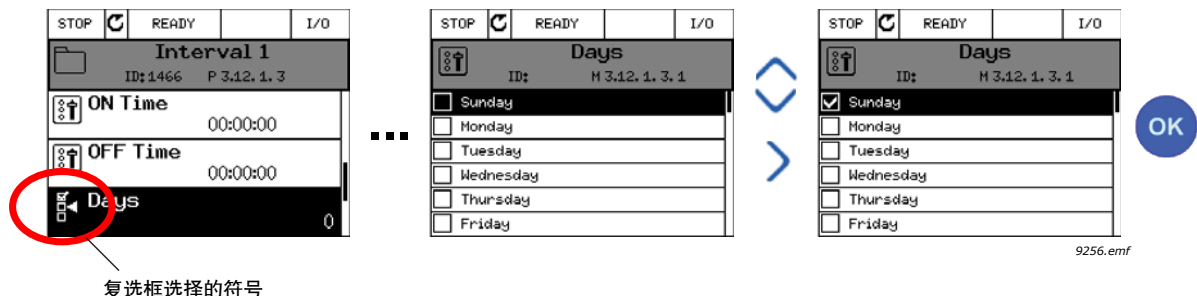 STOP READY I/O
Interval 1
ID:1466 P 3.12.1.3
ON Time
00:00:00
OFF Time
00:00:00
Days
0
复选框选择的符号
...
STOP READY I/O
Days
ID: M 3.12.1.3.1
Sunday
Monday
Tuesday
Wednesday
Thursday
Friday
STOP READY I/O
Days
ID: M 3.12.1.3.1
Sunday
Monday
Tuesday
Wednesday
Thursday
Friday
OK
9256.emf